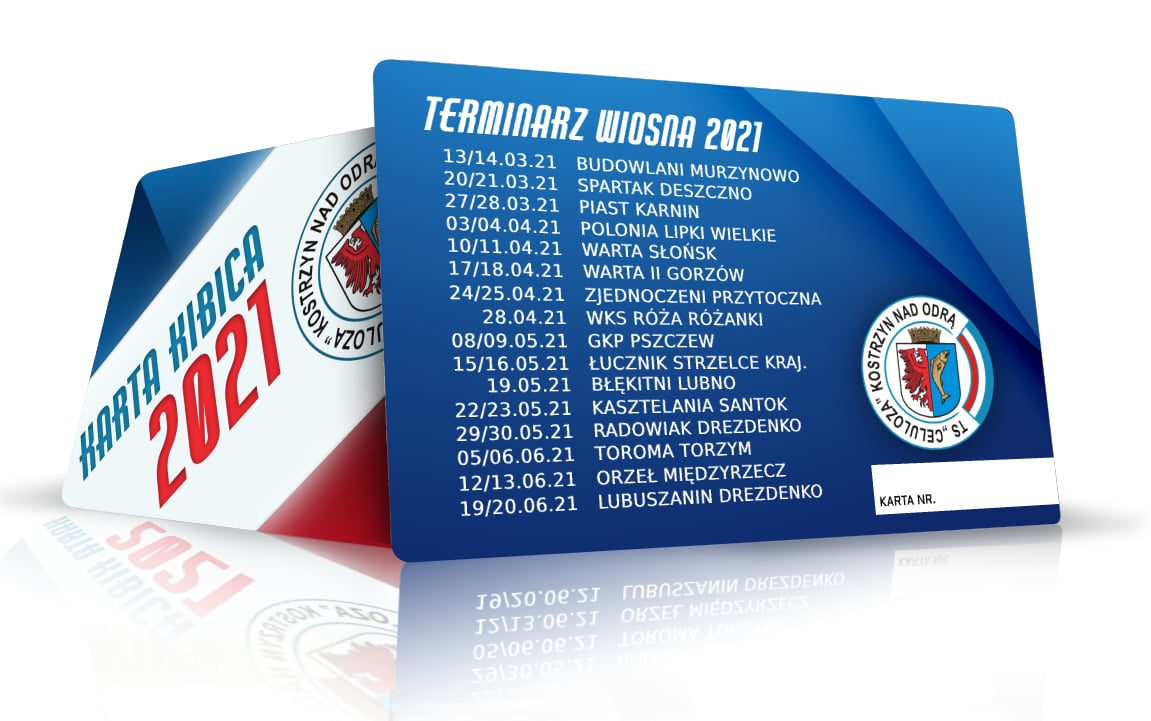 KARTA KIBICA
2021
KOSTRZYN NAD ODRĄ
TERMINARZ WIOSNA 2021
13/14.03.21 BUDOWLANI MURZYNOWO
20/21.03.21 SPARTAK DESZCZNO
27/28.03.21 PIAST KARNIN
03/04.04.21 POLONIA LIPKI WIELKIE
10/11.04.21 WARTA SŁOŃSK
17/18.04.21 WARTA II GORZÓW
24/25.04.21 ZJEDNOCZENI PRZYTOCZNA
28.04.21 WKS RÓŻA RÓŻANKI
08/09.05.21 GKP PSZCZEW
15/16.05.21 ŁUCZNIK STRZELCE KRAJ.
19.05.21 BŁĘKITNI LUBNO
22/23.05.21 KASZTELANIA SANTOK
29/30.05.21 RADOWIAK DREZDENKO
05/06.06.21 TOROMA TORZYM
12/13.06.21 ORZEŁ MIĘDZYRZECZ
19/20.06.21 LUBUSZANIN DREZDENKO
TS „CELULOZA” KOSTRZYN NAD ODRĄ
KARTA NR.